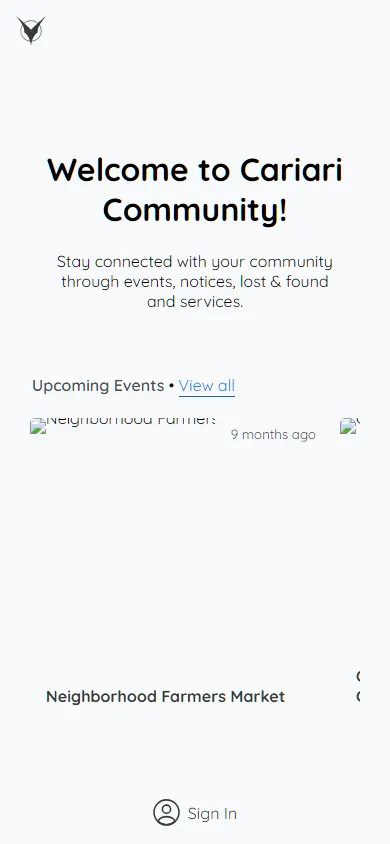 Welcome to Cariari
Community!
Stay connected with your community
through events, notices, lost & found
and services.
Upcoming Events • View all
Neighborhood Farmers
9 months ago
Neighborhood Farmers Market
Sign In